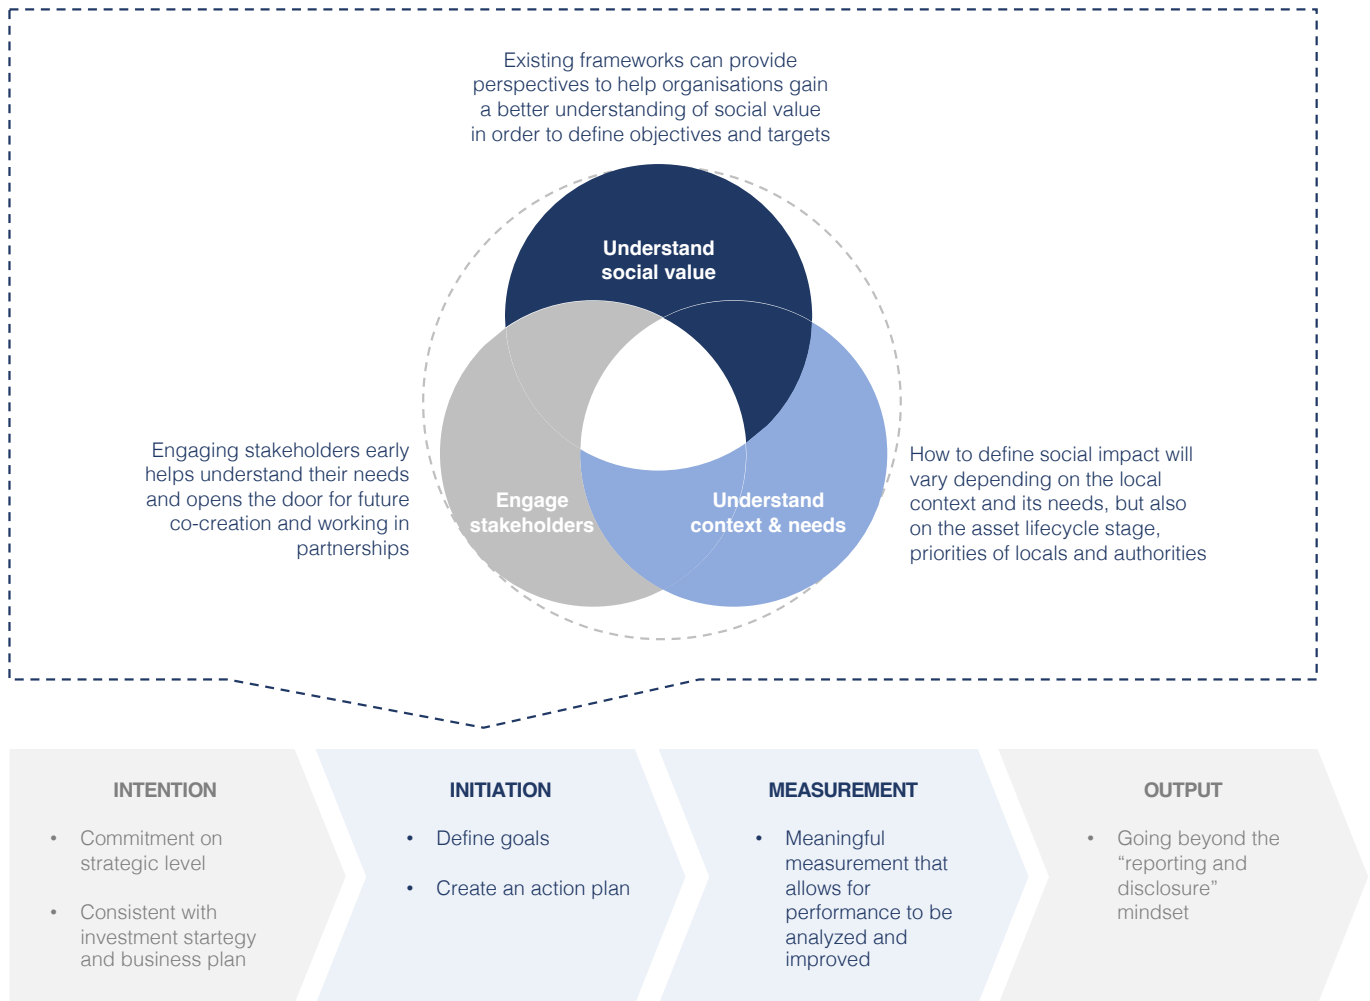 Existing frameworks can provide
perspectives to help organisations gain
a better understanding of social value
in order to define objectives and targets
Understand
social value
Engaging stakeholders early
helps understand their needs
and opens the door for future
co-creation and working in
partnerships
Engage
stakeholders
Understand
context & needs
How to define social impact will
vary depending on the local
context and its needs, but also
on the asset lifecycle stage,
priorities of locals and authorities
INTENTION
• Commitment on
strategic level
• Consistent with
investment startegy
and business plan
INITIATION
• Define goals
• Create an action plan
MEASUREMENT
• Meaningful
measurement that
allows for
performance to be
analyzed and
improved
OUTPUT
• Going beyond the
“reporting and
disclosure”
mindset